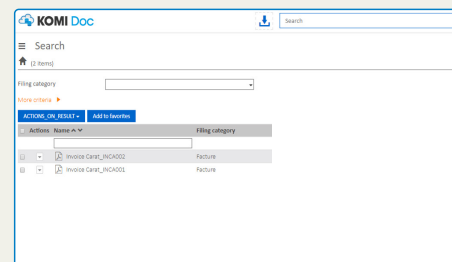 KOMI Doc
Search
Search
(2 items)
Filing category
More criteria
ACTIONS_ON_RESULT
Add to favorites
Actions Name Filing category
Invoice Carat_INCA002 Facture
Invoice Carat_INCA001 Facture